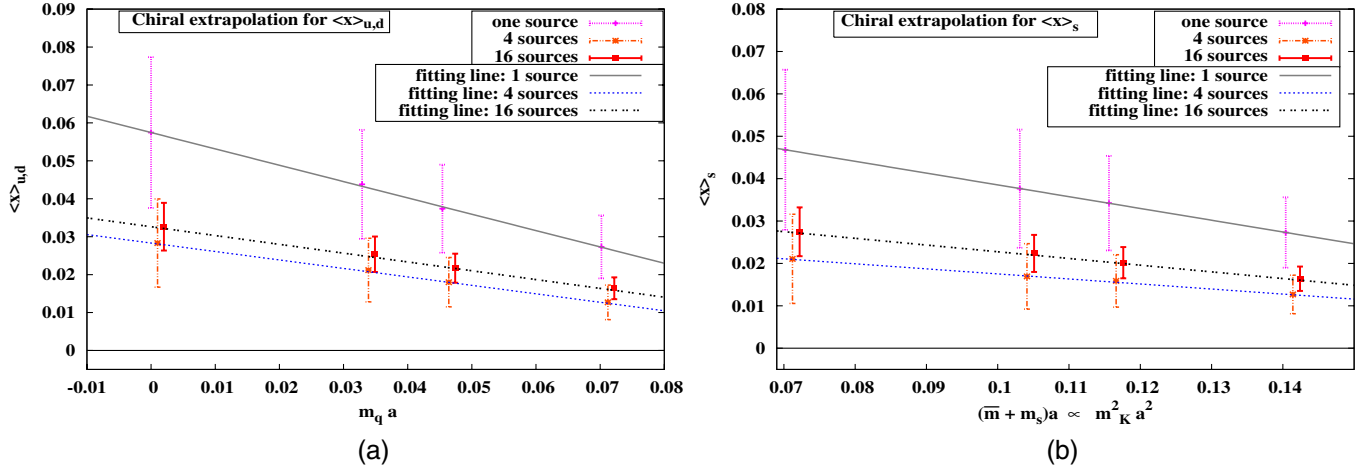 Chiral extrapolation for <x>u,d
one source
4 sources
16 sources
fitting line: 1 source
fitting line: 4 sources
fitting line: 16 sources
0.09
0.08
0.07
0.06
0.05
0.04
0.03
0.02
0.01
0
<x>u,d
-0.01 0 0.01 0.02 0.03 0.04 0.05 0.06 0.07 0.08
mq a
(a)
Chiral extrapolation for <x>s
one source
4 sources
16 sources
fitting line: 1 source
fitting line: 4 sources
fitting line: 16 sources
0.08
0.07
0.06
0.05
0.04
0.03
0.02
0.01
0
<x>s
0.07 0.08 0.09 0.1 0.11 0.12 0.13 0.14
(m̅ + ms)a ∝ m²K a²
(b)